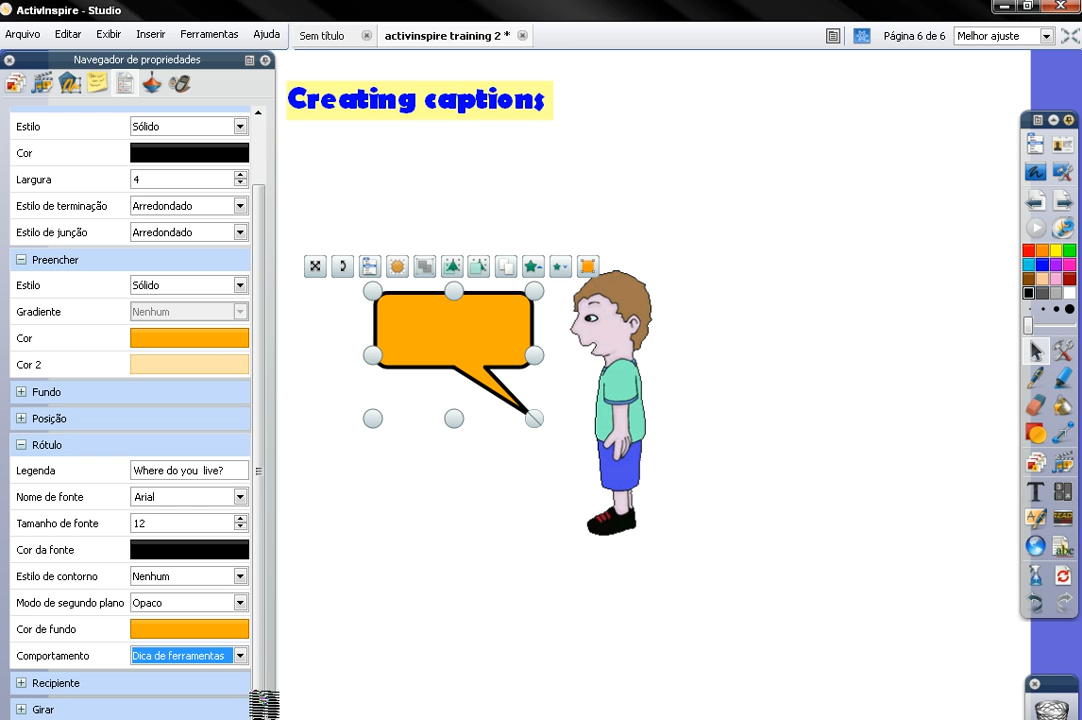 ActivInspire - Studio
Arquivo Editar Exibir Inserir Ferramentas Ajuda
Sem título
activinspire training 2 *
Página 6 de 6
Melhor ajuste
Navegador de propriedades
Estilo Sólido
Cor
Largura 4
Estilo de terminação Arredondado
Estilo de junção Arredondado
Preencher
Estilo Sólido
Gradiente Nenhum
Cor
Cor 2
Fundo
Posição
Rótulo
Legenda Where do you live?
Nome de fonte Arial
Tamanho de fonte 12
Cor da fonte
Estilo de contorno Nenhum
Modo de segundo plano Opaco
Cor de fundo
Comportamento Dica de ferramentas
Recipiente
Girar
Creating captions